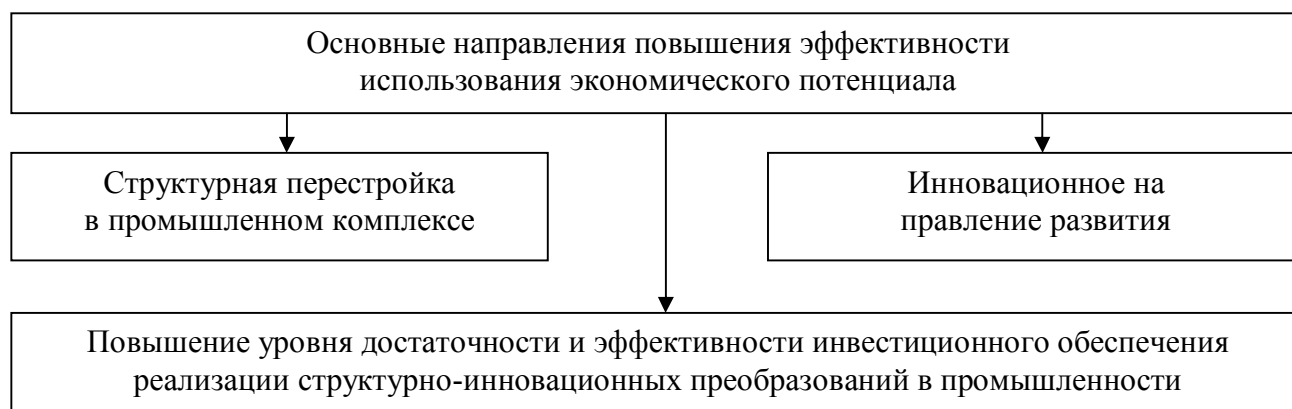 Основные направления повышения эффективности
использования экономического потенциала
Структурная перестройка
в промышленном комплексе
Инновационное на
правление развития
Повышение уровня достаточности и эффективности инвестиционного обеспечения
реализации структурно-инновационных преобразований в промышленности